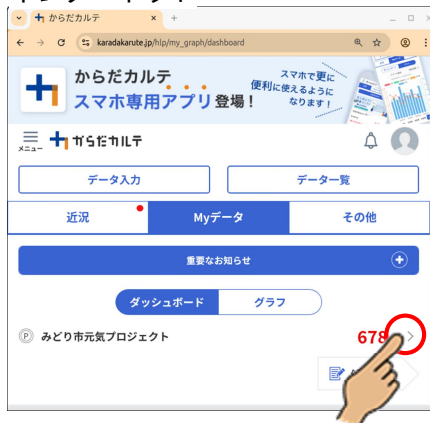 からだカルテ
karadakarute.jp/hlp/my_graph/dashboard
からだカルテ
スマホ専用アプリ登場！
スマホで更に
便利に使えるように
なります！
メニュー
からだカルテ
データ入力
データ一覧
近況
Myデータ
その他
重要なお知らせ
ダッシュボード
グラフ
P みどり市元気プロジェクト
678